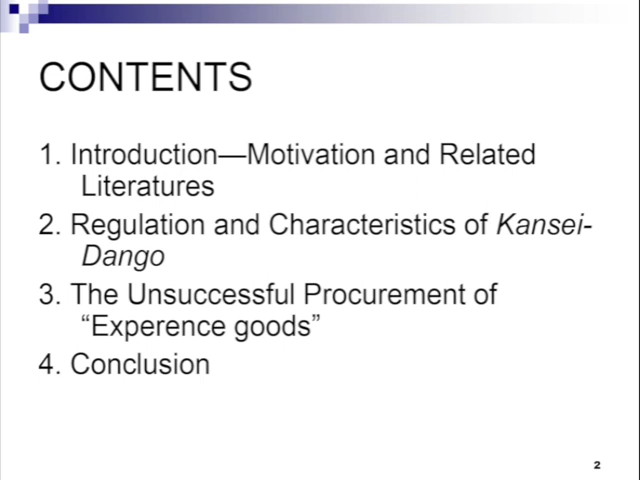 CONTENTS
1. Introduction—Motivation and Related
Literatures
2. Regulation and Characteristics of Kansei-
Dango
3. The Unsuccessful Procurement of
“Experence goods”
4. Conclusion
2